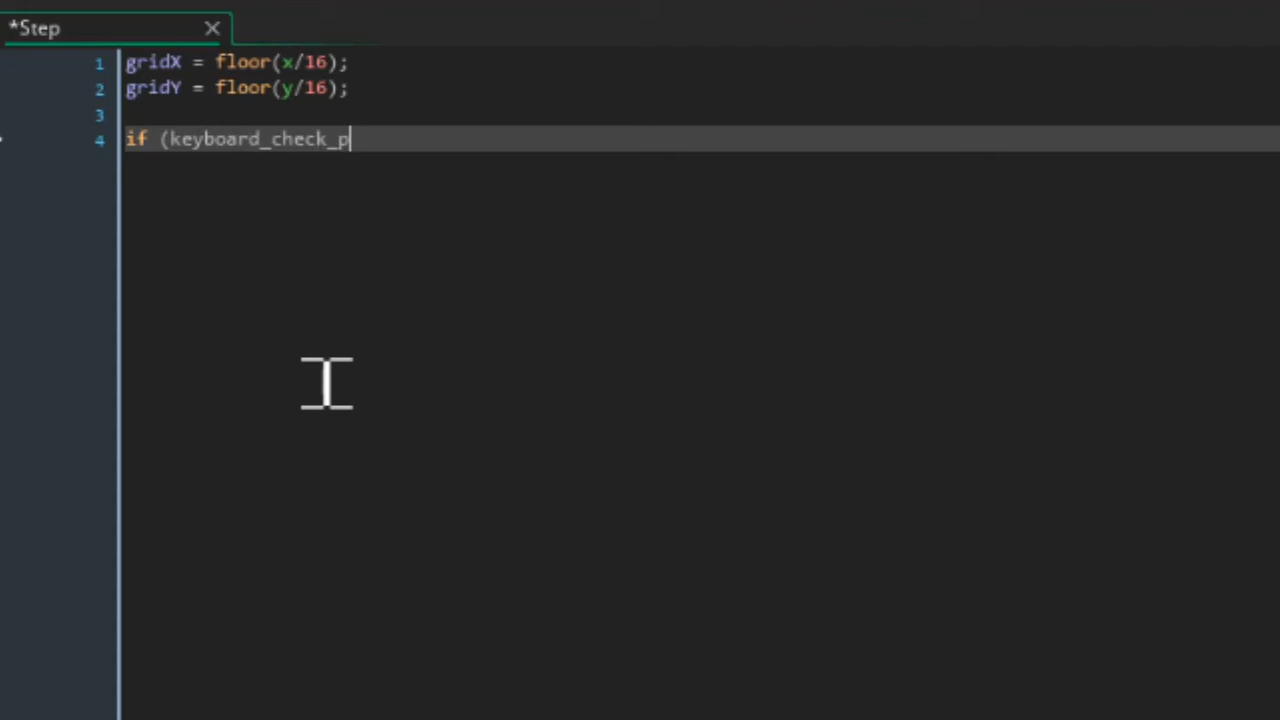 *Step
1 gridX = floor(x/16);
2 gridY = floor(y/16);
3
4 if (keyboard_check_p